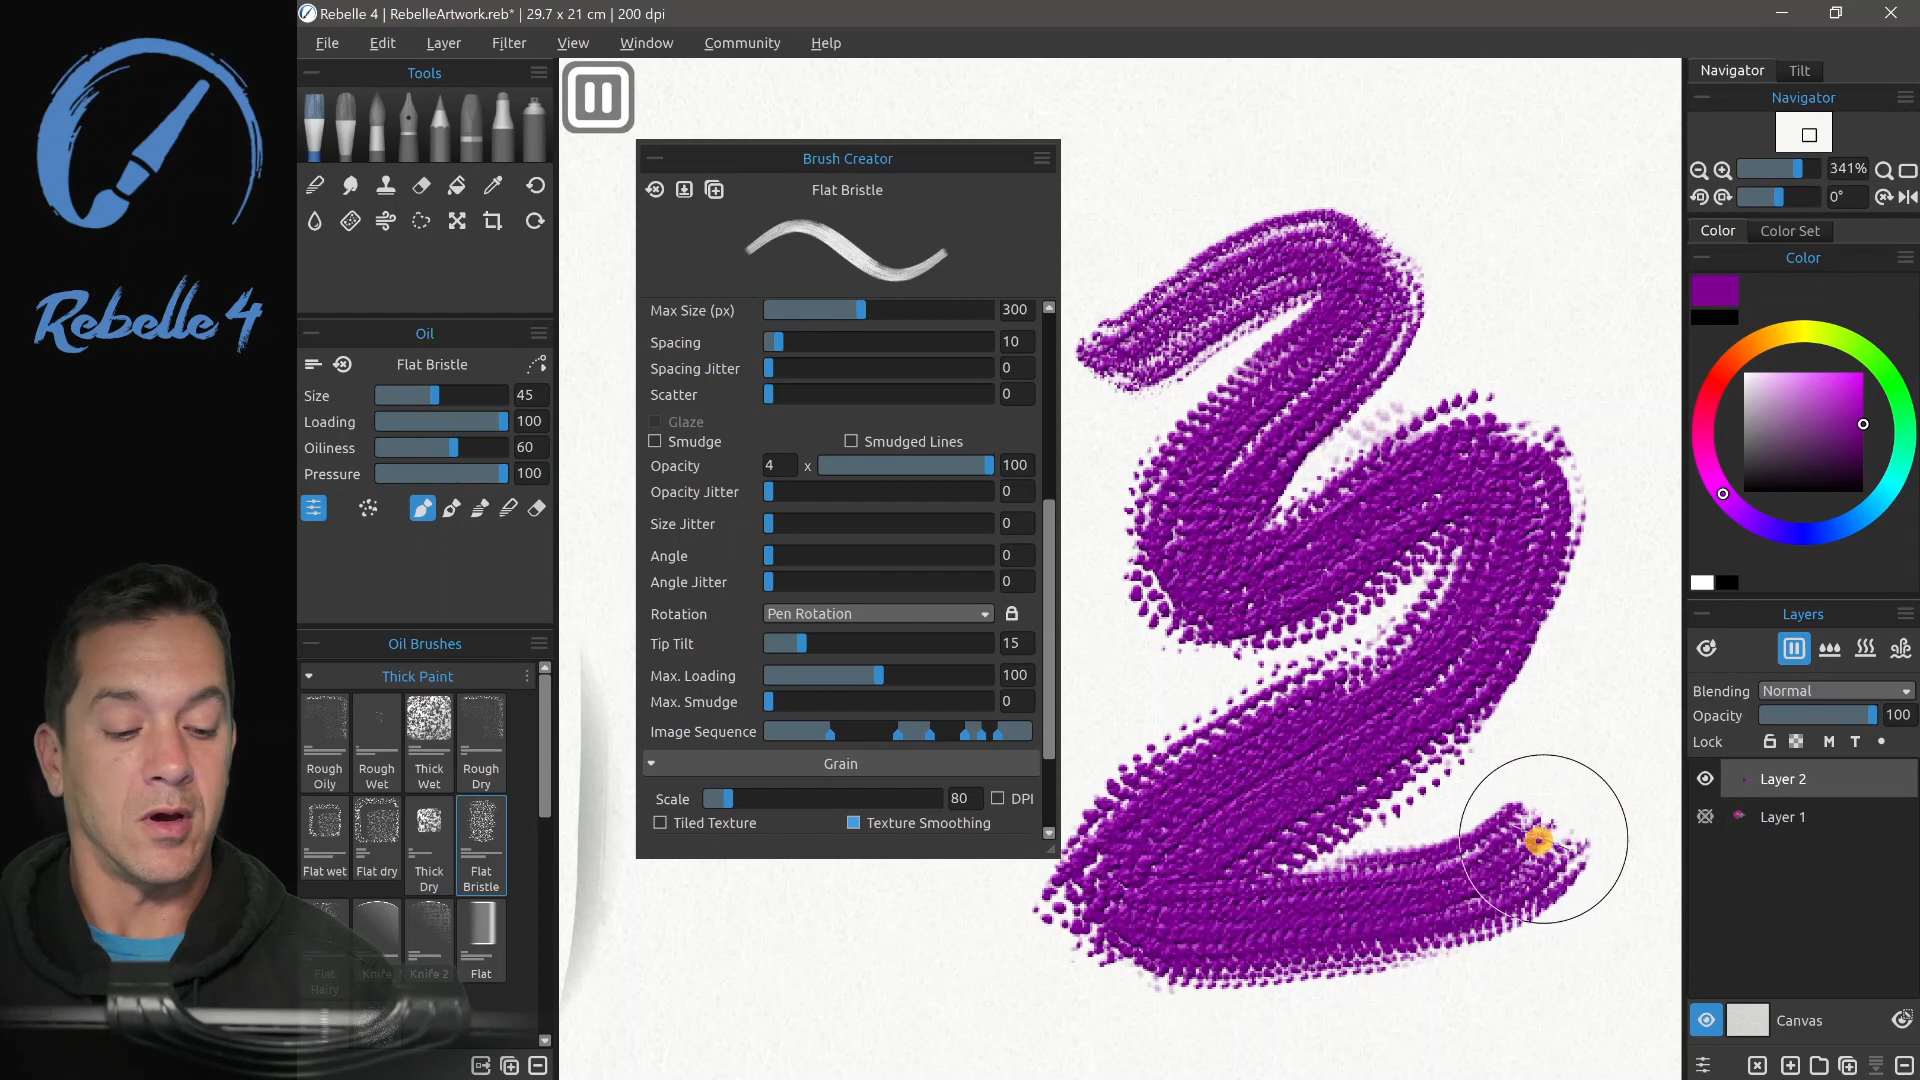 Rebelle 4 | RebelleArtwork.reb* | 29.7 x 21 cm | 200 dpi
File Edit Layer Filter View Window Community Help
Rebelle 4
Tools
Oil
Flat Bristle
Size 45
Loading 100
Oiliness 60
Pressure 100
Oil Brushes
Thick Paint
Rough Oily
Rough Wet
Thick Wet
Rough Dry
Flat wet
Flat dry
Thick Dry
Flat Bristle
Flat Hairy
Knife
Knife 2
Flat
Brush Creator
Flat Bristle
Max Size (px) 300
Spacing 10
Spacing Jitter 0
Scatter 0
Glaze
Smudge Smudged Lines
Opacity 4 x 100
Opacity Jitter 0
Size Jitter 0
Angle 0
Angle Jitter 0
Rotation Pen Rotation
Tip Tilt 15
Max. Loading 100
Max. Smudge 0
Image Sequence
Grain
Scale 80 DPI
Tiled Texture Texture Smoothing
Navigator Tilt
Navigator
341%
0°
Color Color Set
Color
Layers
Blending Normal
Opacity 100
Lock M T
Layer 2
Layer 1
Canvas